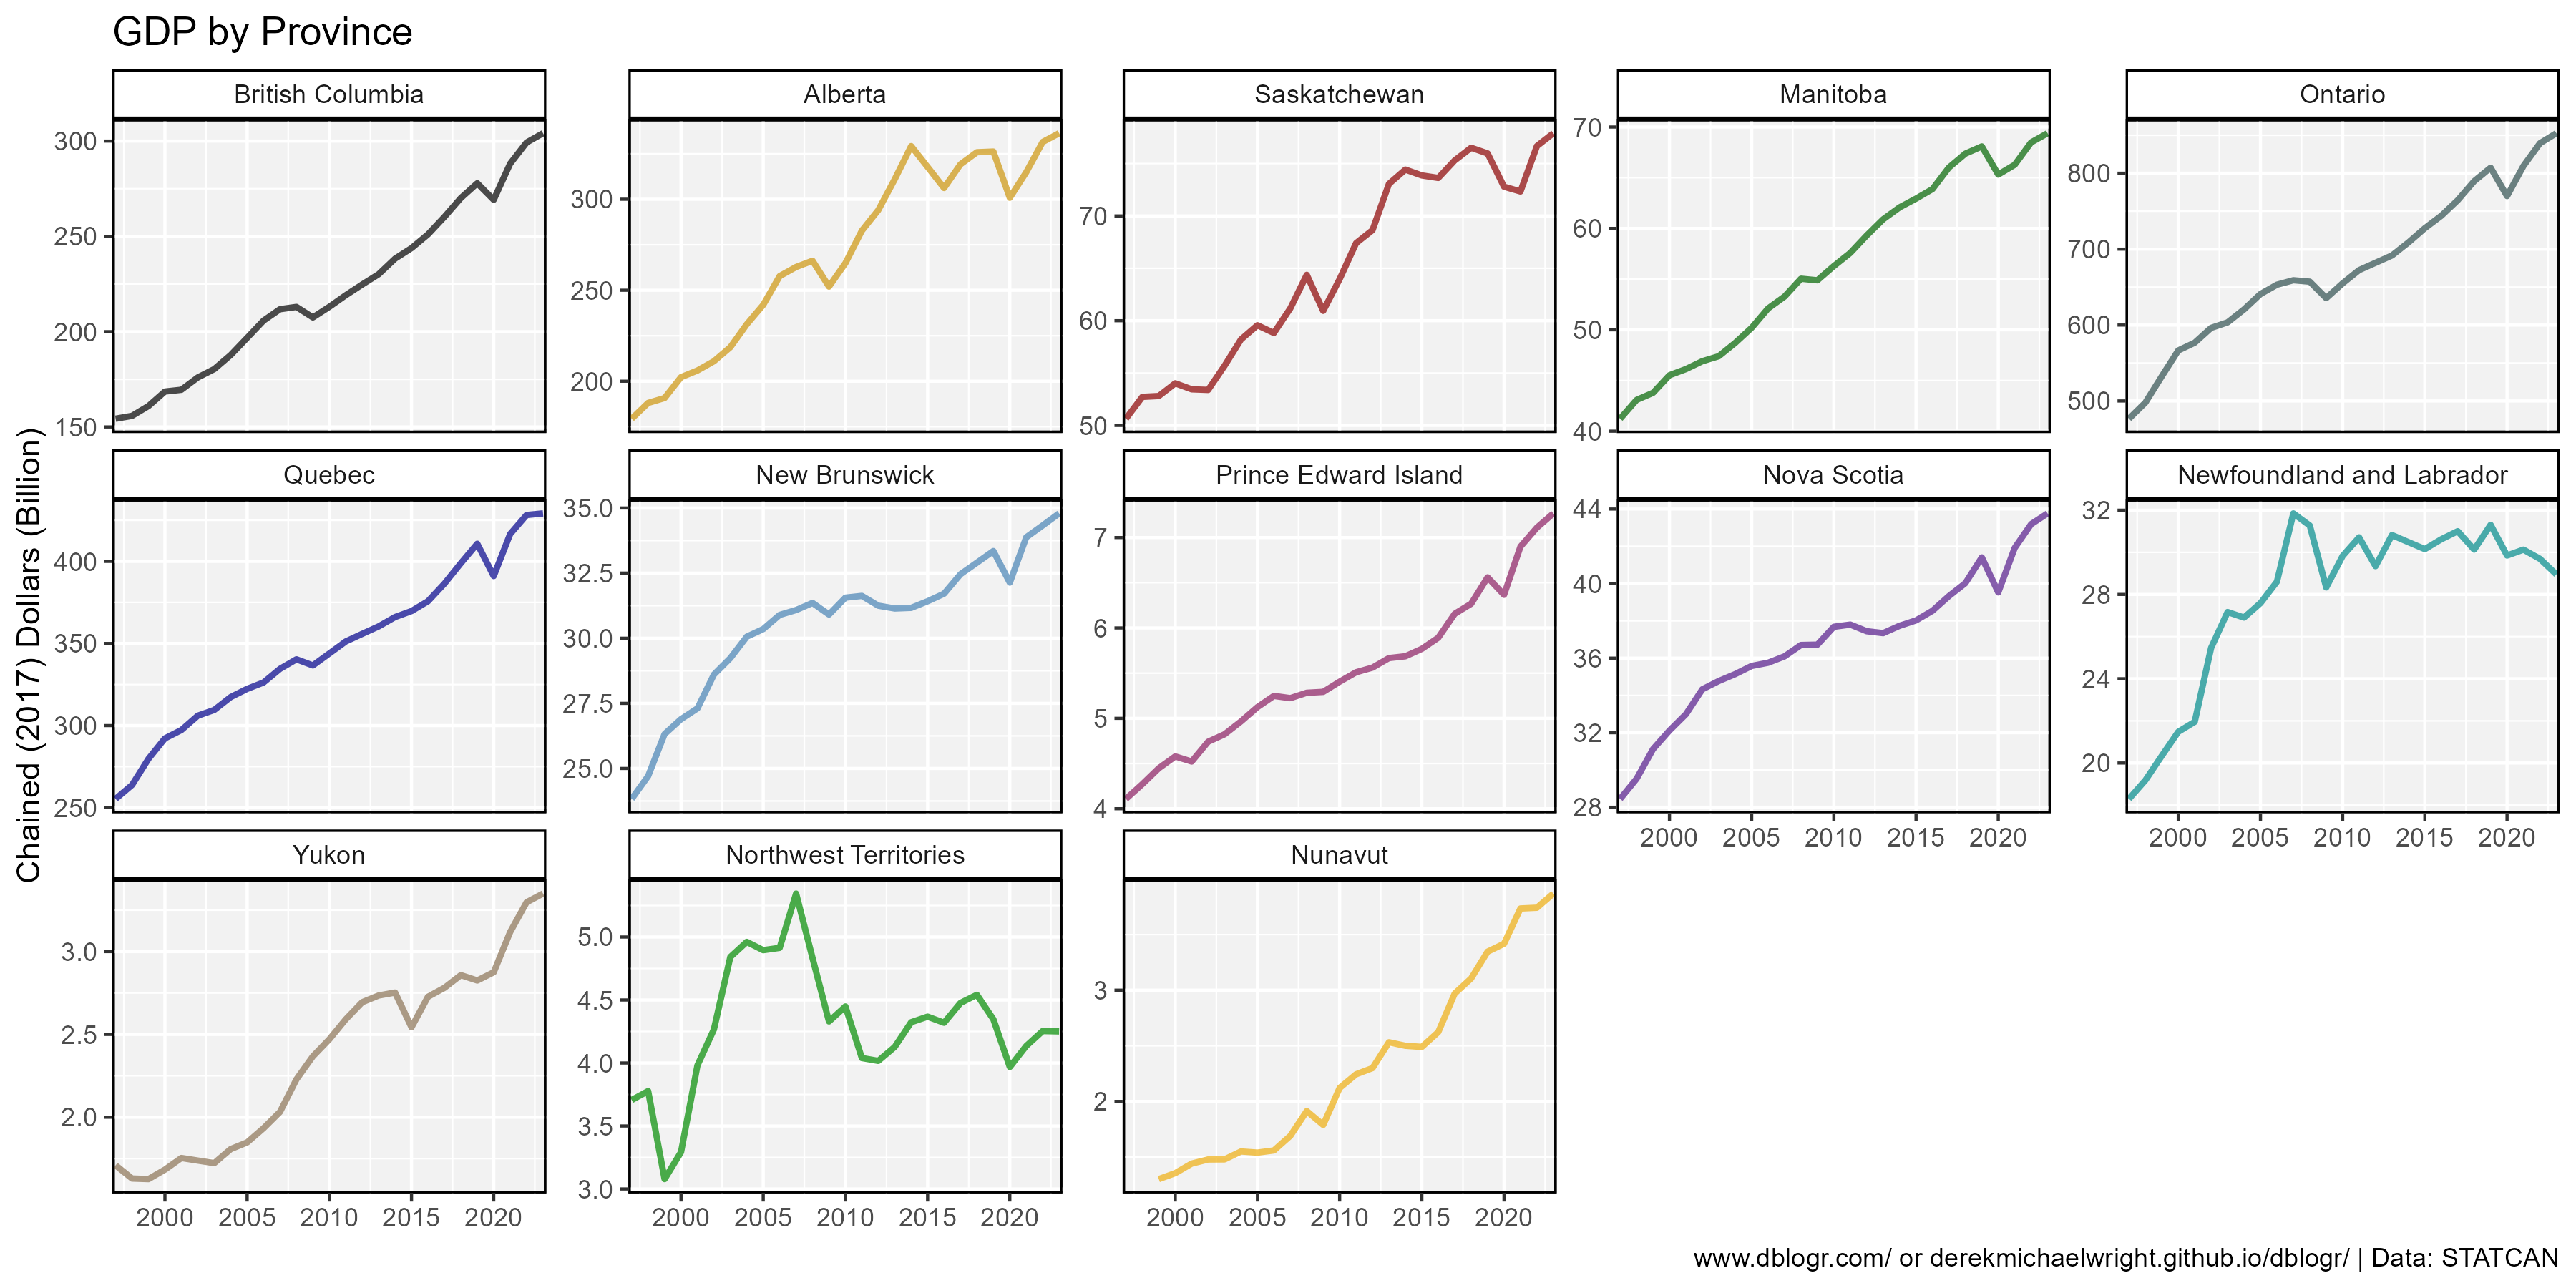 GDP by Province
Chained (2017) Dollars (Billion)
British Columbia
300
250
200
150
Alberta
300
250
200
Saskatchewan
70
60
50
Manitoba
70
60
50
40
Ontario
800
700
600
500
Quebec
400
350
300
250
New Brunswick
35.0
32.5
30.0
27.5
25.0
Prince Edward Island
7
6
5
4
Nova Scotia
44
40
36
32
28
2000 2005 2010 2015 2020
Newfoundland and Labrador
32
28
24
20
2000 2005 2010 2015 2020
Yukon
3.0
2.5
2.0
2000 2005 2010 2015 2020
Northwest Territories
5.0
4.5
4.0
3.5
3.0
2000 2005 2010 2015 2020
Nunavut
3
2
2000 2005 2010 2015 2020
www.dblogr.com/ or derekmichaelwright.github.io/dblogr/ | Data: STATCAN